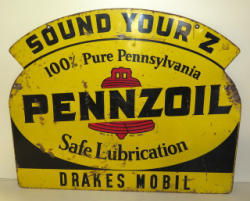 SOUND YOUR Z
100% Pure Pennsylvania
PENNZOIL
Safe Lubrication
DRAKES MOBIL